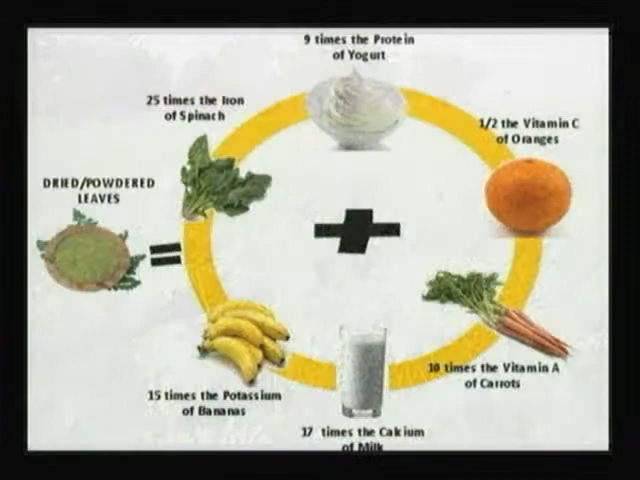 9 times the Protein
of Yogurt
25 times the Iron
of Spinach
1/2 the Vitamin C
of Oranges
DRIED/POWDERED
LEAVES
=
+
10 times the Vitamin A
of Carrots
15 times the Potassium
of Bananas
17 times the Calcium
of Milk